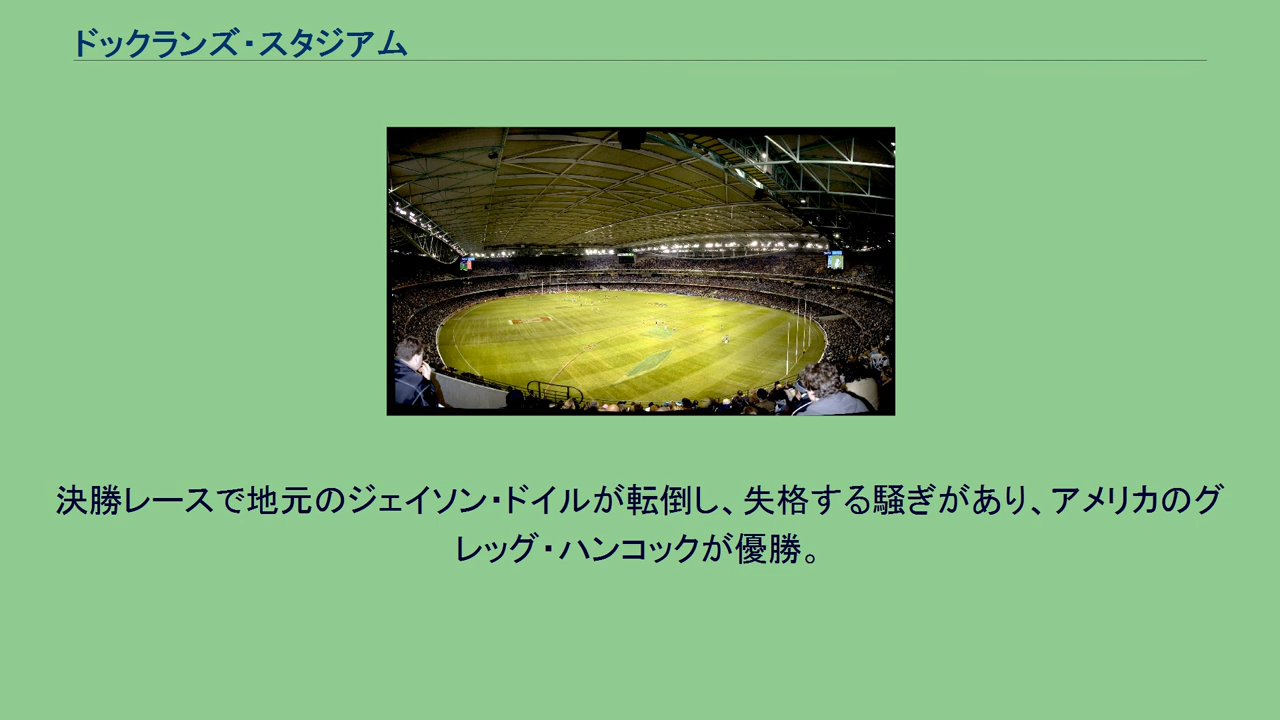 ドックランズ・スタジアム
決勝レースで地元のジェイソン・ドイルが転倒し、失格する騒ぎがあり、アメリカのグ
レッグ・ハンコックが優勝。